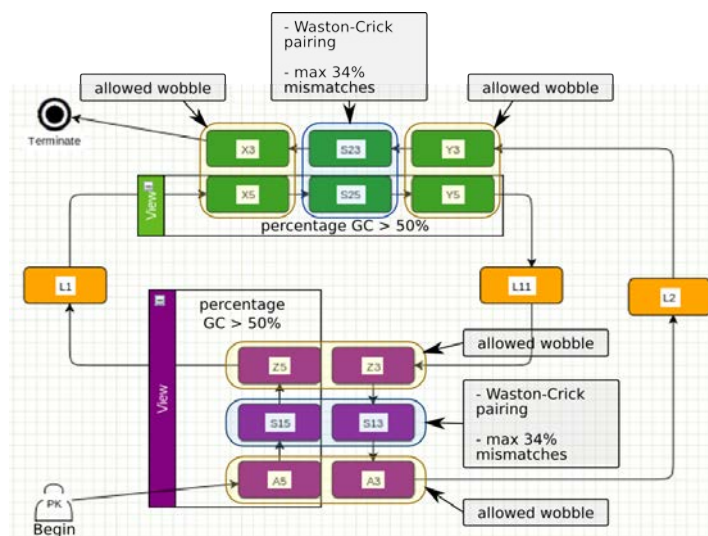 - Waston-Crick
pairing
- max 34%
mismatches
allowed wobble
allowed wobble
Terminate
X3
S23
Y3
View
X5
S25
Y5
percentage GC > 50%
L1
L11
L2
percentage
GC > 50%
allowed wobble
Z5
Z3
View
- Waston-Crick
pairing
- max 34%
mismatches
S15
S13
A5
A3
PK
Begin
allowed wobble